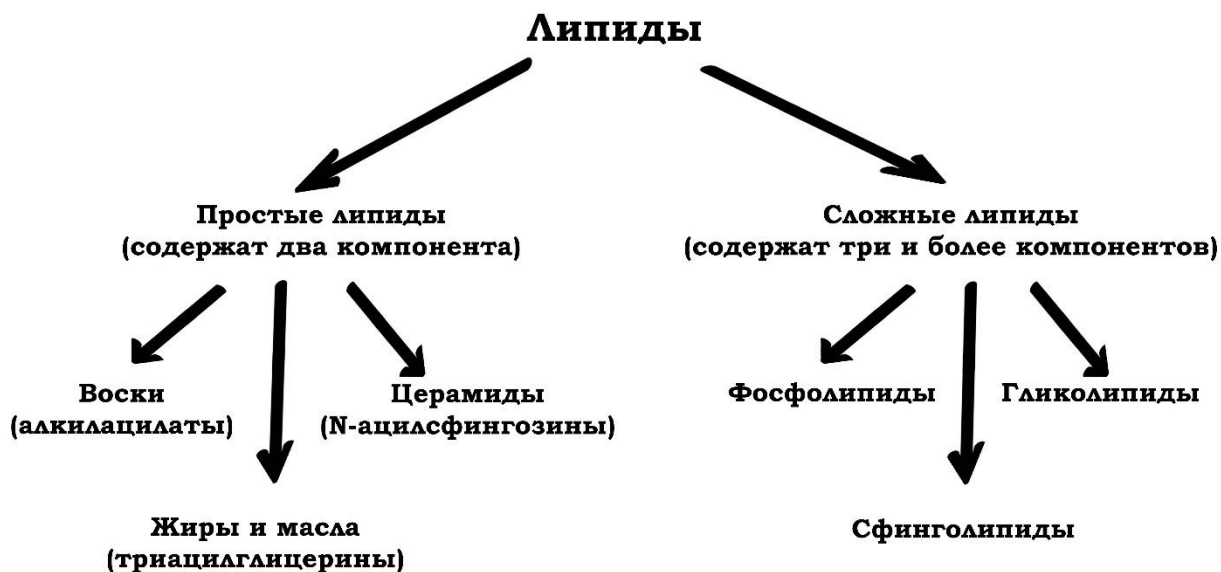 Липиды
Простые липиды
(содержат два компонента)
Сложные липиды
(содержат три и более компонентов)
Воски
(алкилацилаты)
Церамиды
(N-ацилсфингозины)
Фосфолипиды
Гликолипиды
Жиры и масла
(триацилглицерины)
Сфинголипиды